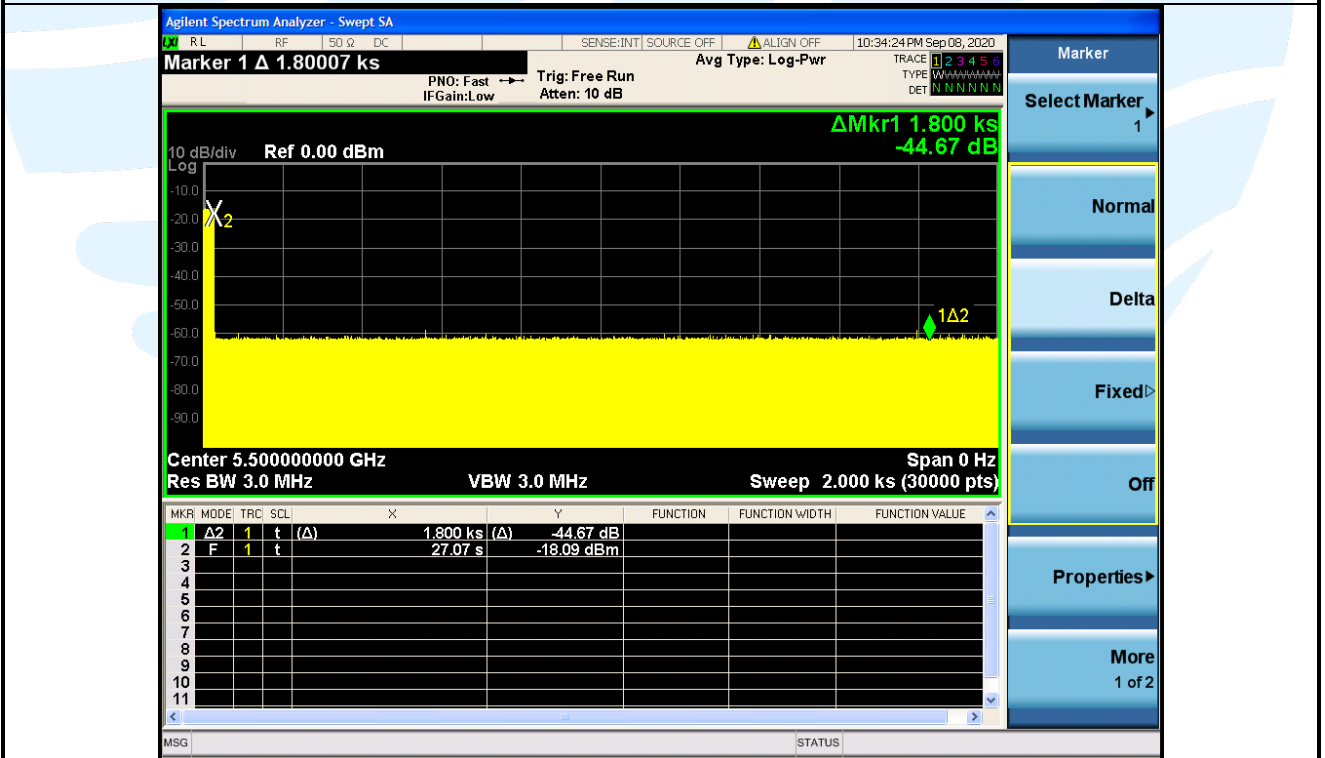 Agilent Spectrum Analyzer - Swept SA
LXI RL RF 50 Ω DC SENSE:INT SOURCE OFF ALIGN OFF 10:34:24 PM Sep 08, 2020
Marker 1 Δ 1.80007 ks
PNO: Fast
IFGain:Low
Trig: Free Run
Atten: 10 dB
Avg Type: Log-Pwr
TRACE 1 2 3 4 5 6
TYPE W
DET N N N N N N
ΔMkr1 1.800 ks
-44.67 dB
10 dB/div Ref 0.00 dBm
Log
-10.0
-20.0
-30.0
-40.0
-50.0
-60.0
-70.0
-80.0
-90.0
X2
1Δ2
Center 5.500000000 GHz Span 0 Hz
Res BW 3.0 MHz VBW 3.0 MHz Sweep 2.000 ks (30000 pts)
MKR MODE TRC SCL X Y FUNCTION FUNCTION WIDTH FUNCTION VALUE
1 Δ2 1 t (Δ) 1.800 ks (Δ) -44.67 dB
2 F 1 t 27.07 s -18.09 dBm
3
4
5
6
7
8
9
10
11
MSG STATUS
Marker
Select Marker
1
Normal
Delta
Fixed
Off
Properties
More
1 of 2